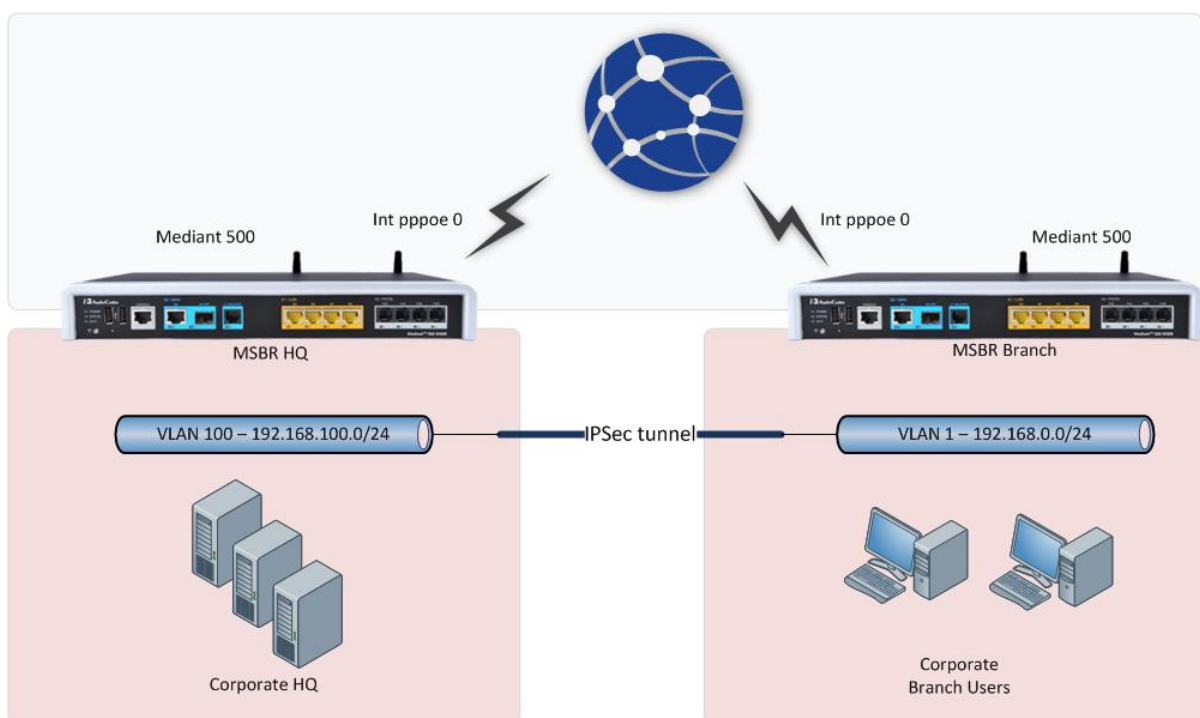 Int pppoe 0
Int pppoe 0
Mediant 500
Mediant 500
AudioCodes
MSBR HQ
MSBR Branch
VLAN 100 – 192.168.100.0/24
IPSec tunnel
VLAN 1 – 192.168.0.0/24
Corporate HQ
Corporate
Branch Users